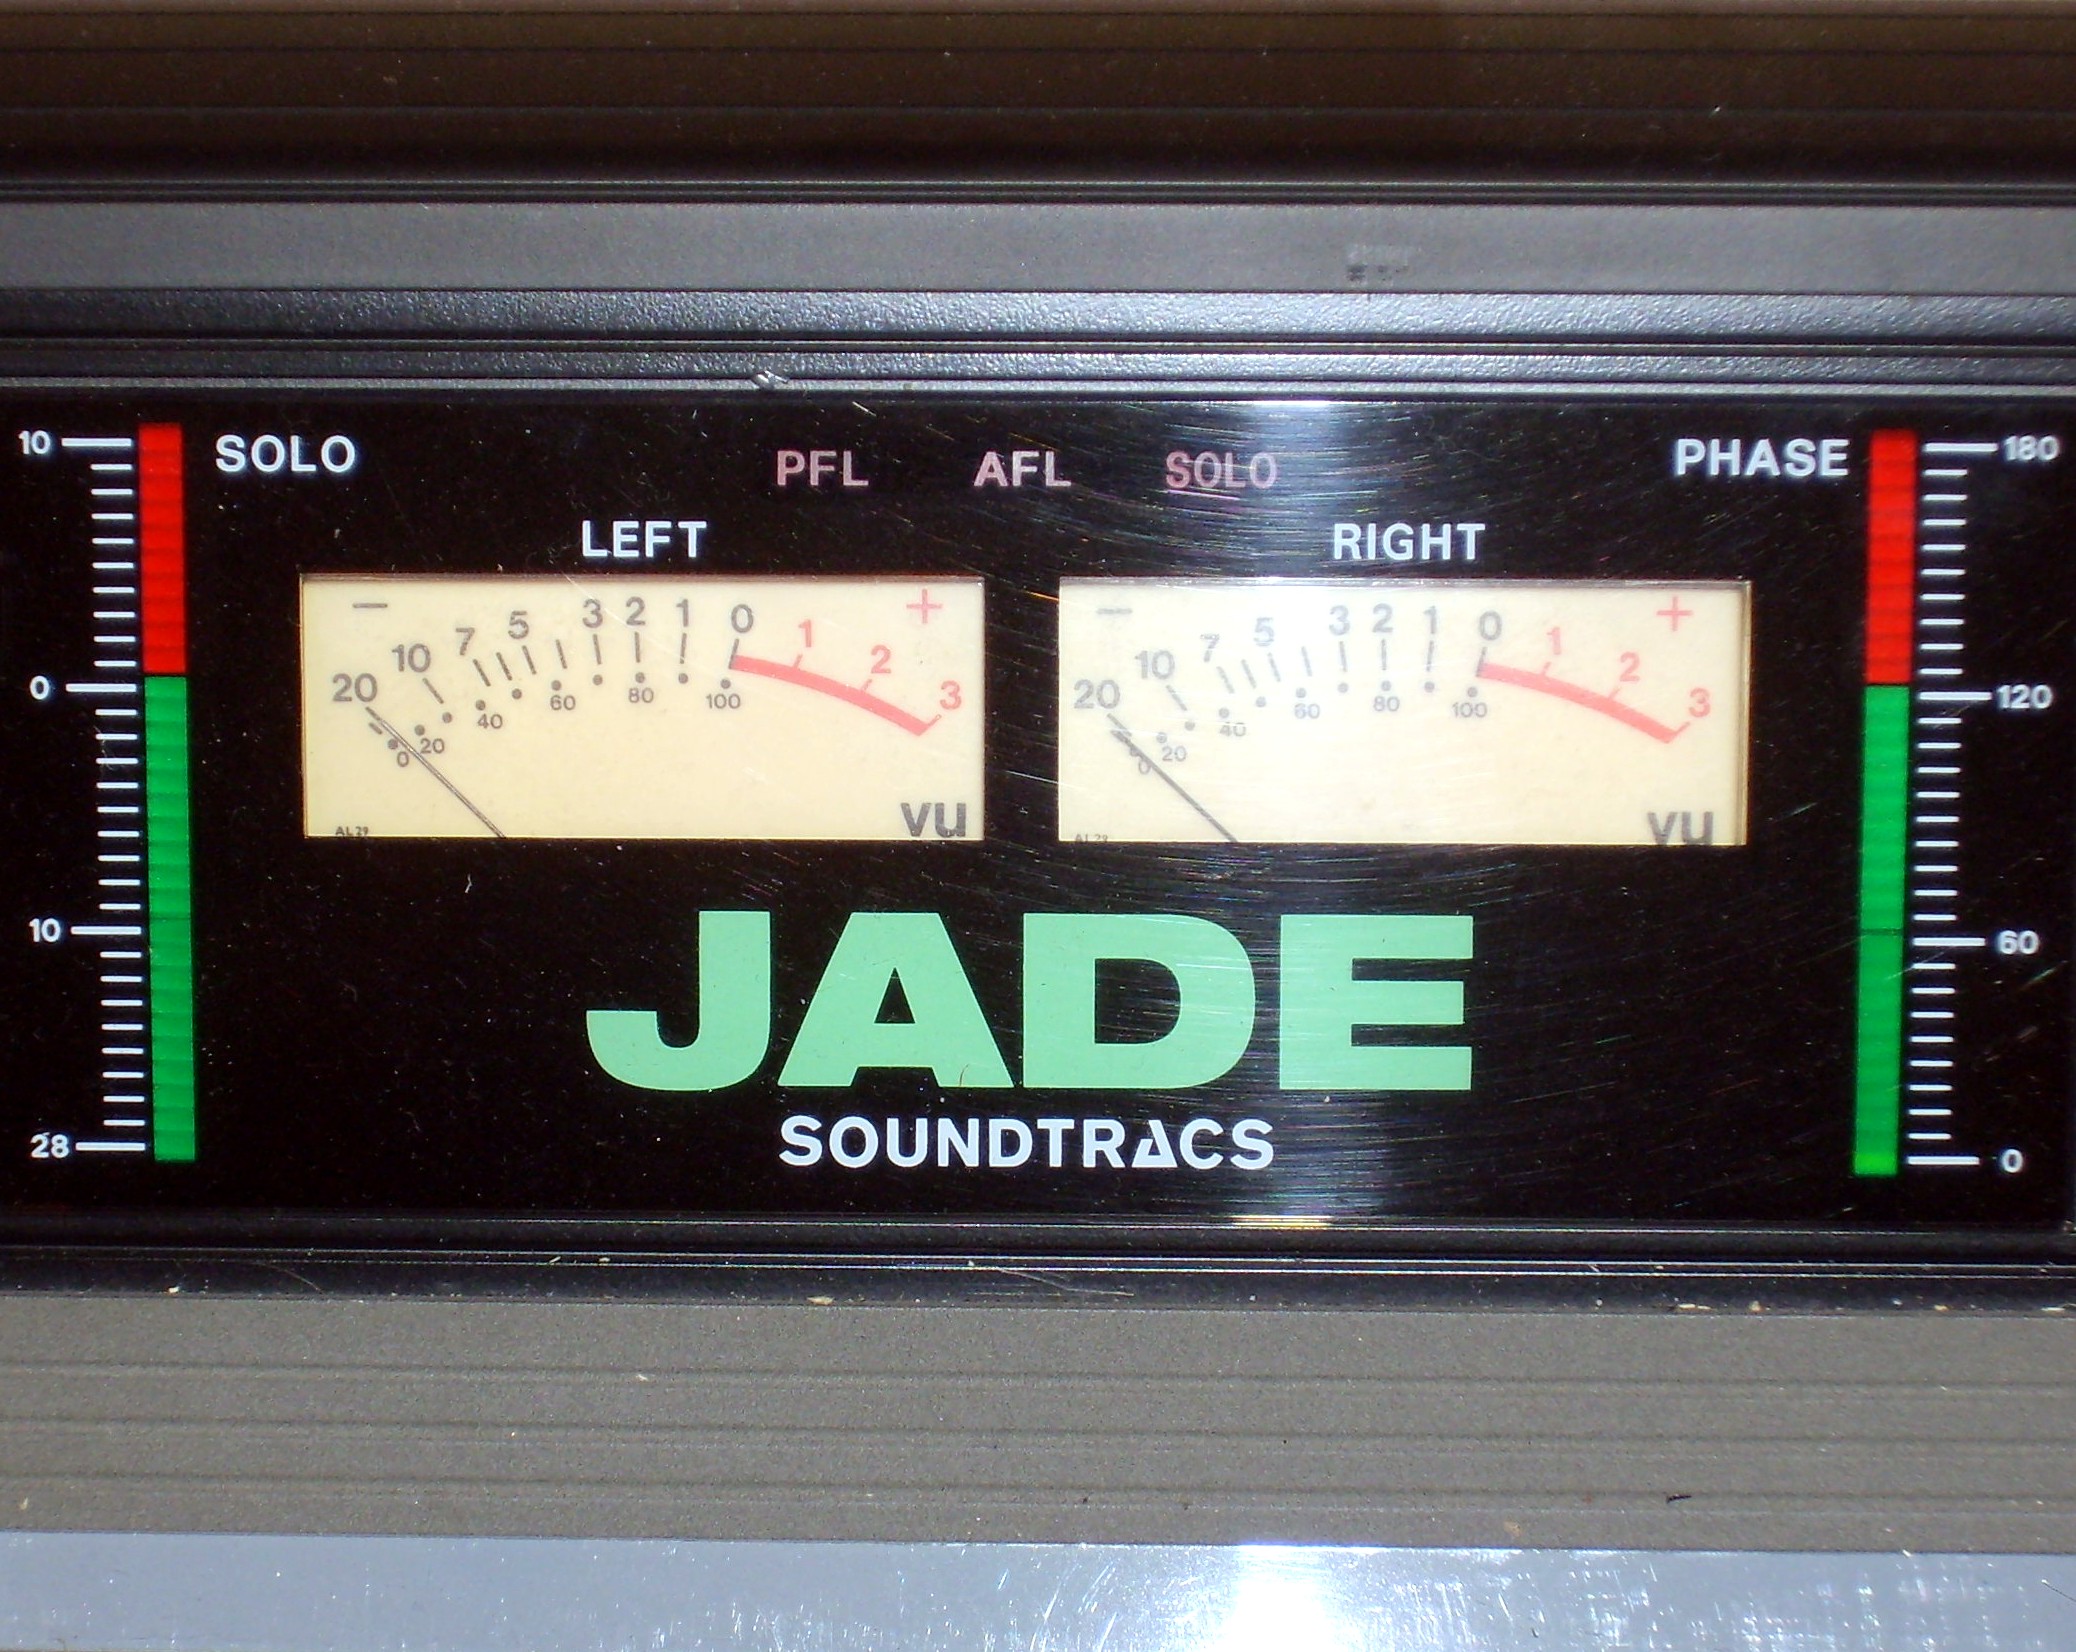 SOLO
10
0
10
28
PFL AFL SOLO
LEFT
− 20 10 7 5 3 2 1 0 1 2 3 +
0 20 40 60 80 100
VU
AL29
RIGHT
− 20 10 7 5 3 2 1 0 1 2 3 +
0 20 40 60 80 100
VU
AL29
PHASE
180
120
60
0
JADE
SOUNDTRACS